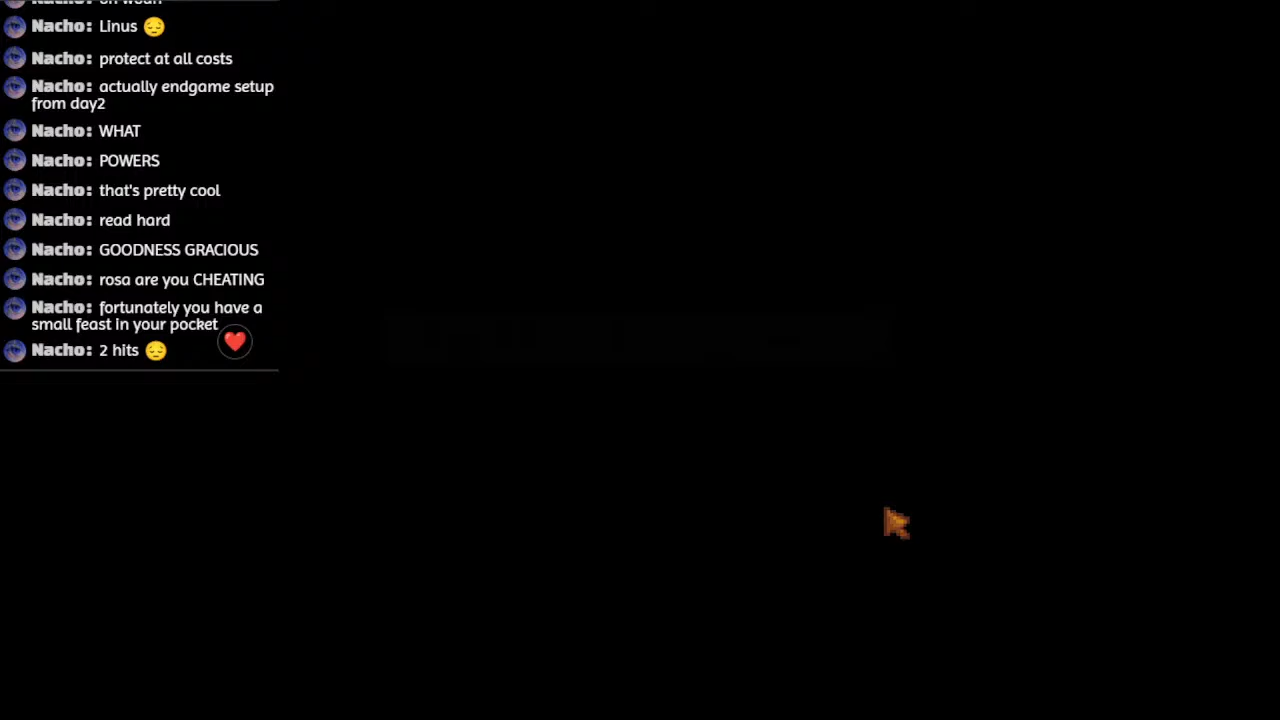 Nacho:
Nacho: Linus 😔
Nacho: protect at all costs
Nacho: actually endgame setup
from day2
Nacho: WHAT
Nacho: POWERS
Nacho: that's pretty cool
Nacho: read hard
Nacho: GOODNESS GRACIOUS
Nacho: rosa are you CHEATING
Nacho: fortunately you have a
small feast in your pocket
Nacho: 2 hits 😔